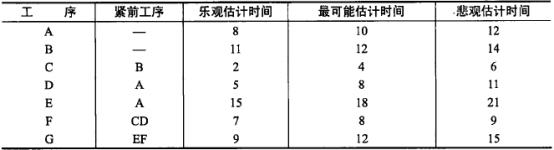 工 序 紧前工序 乐观估计时间 最可能估计时间 悲观估计时间
A — 8 10 12
B — 11 12 14
C B 2 4 6
D A 5 8 11
E A 15 18 21
F CD 7 8 9
G EF 9 12 15